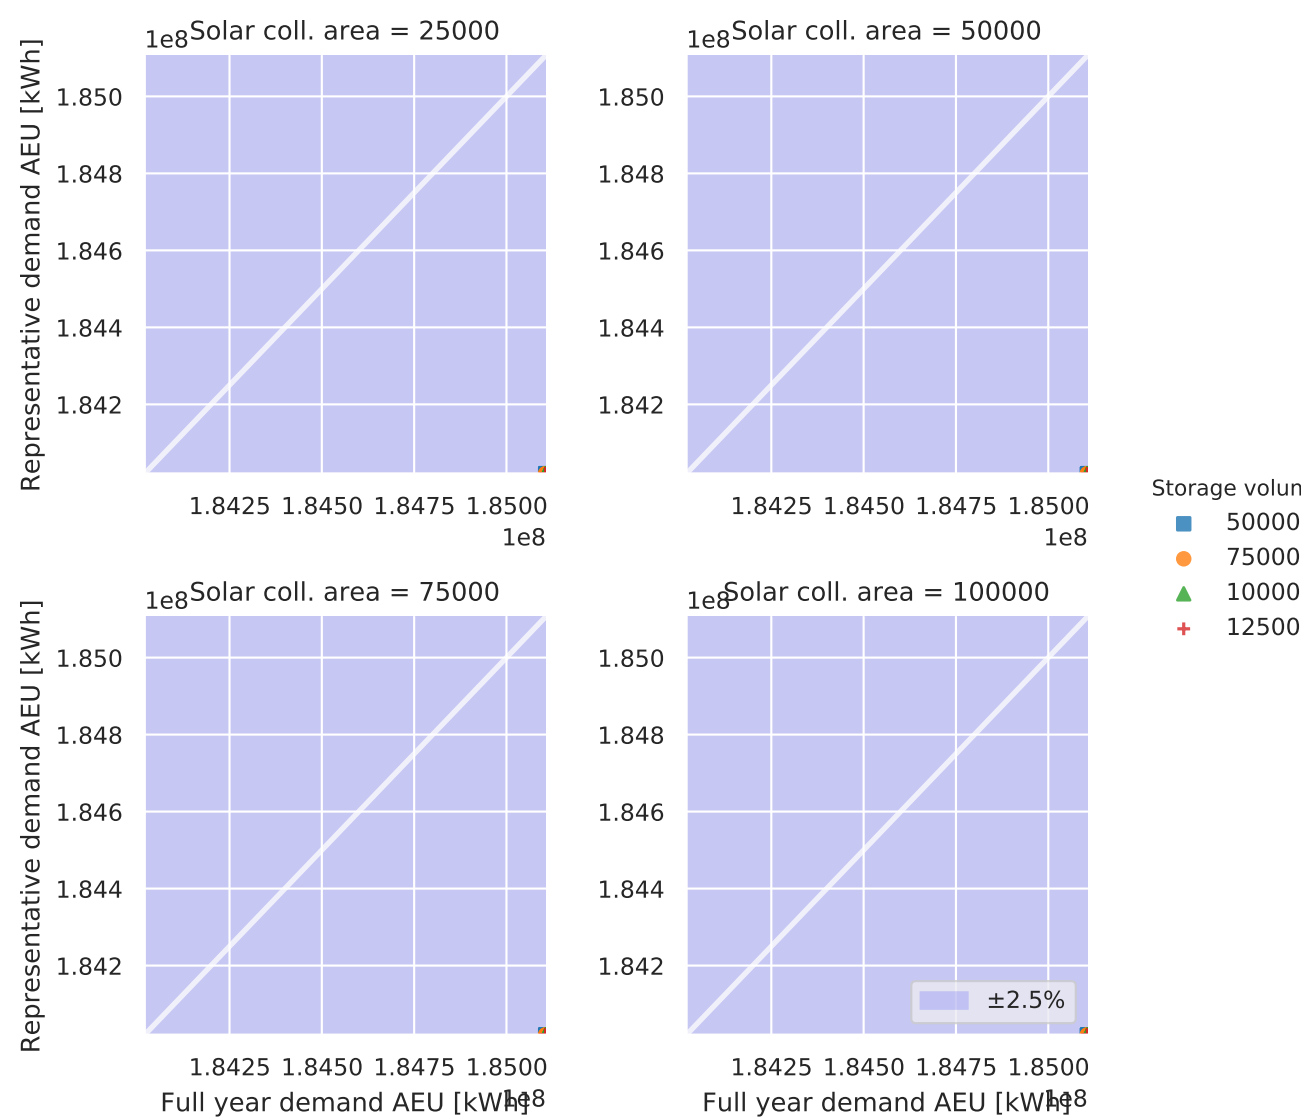 1e8 Solar coll. area = 25000
1e8 Solar coll. area = 50000
Representative demand AEU [kWh]
1.850
1.848
1.846
1.844
1.842
1.850
1.848
1.846
1.844
1.842
1.8425 1.8450 1.8475 1.8500
1e8
1.8425 1.8450 1.8475 1.8500
1e8
Storage volun
50000
75000
10000
12500
1e8 Solar coll. area = 75000
1e8 Solar coll. area = 100000
Representative demand AEU [kWh]
1.850
1.848
1.846
1.844
1.842
1.850
1.848
1.846
1.844
1.842
±2.5%
1.8425 1.8450 1.8475 1.8500
1e8
Full year demand AEU [kWh]
1.8425 1.8450 1.8475 1.8500
1e8
Full year demand AEU [kWh]